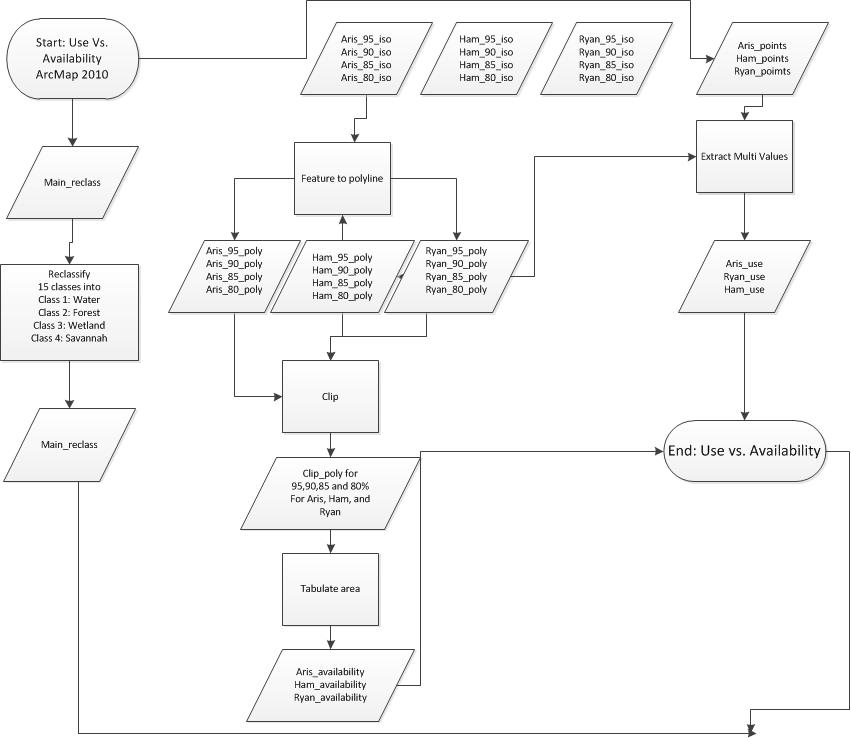 Start: Use Vs.
Availability
ArcMap 2010
Aris_95_iso
Aris_90_iso
Aris_85_iso
Aris_80_iso
Ham_95_iso
Ham_90_iso
Ham_85_iso
Ham_80_iso
Ryan_95_iso
Ryan_90_iso
Ryan_85_iso
Ryan_80_iso
Aris_points
Ham_points
Ryan_poimts
Main_reclass
Feature to polyline
Extract Multi Values
Reclassify
15 classes into
Class 1: Water
Class 2: Forest
Class 3: Wetland
Class 4: Savannah
Aris_95_poly
Aris_90_poly
Aris_85_poly
Aris_80_poly
Ham_95_poly
Ham_90_poly
Ham_85_poly
Ham_80_poly
Ryan_95_poly
Ryan_90_poly
Ryan_85_poly
Ryan_80_poly
Aris_use
Ryan_use
Ham_use
Clip
Main_reclass
End: Use vs. Availability
Clip_poly for
95,90,85 and 80%
For Aris, Ham, and
Ryan
Tabulate area
Aris_availability
Ham_availability
Ryan_availability